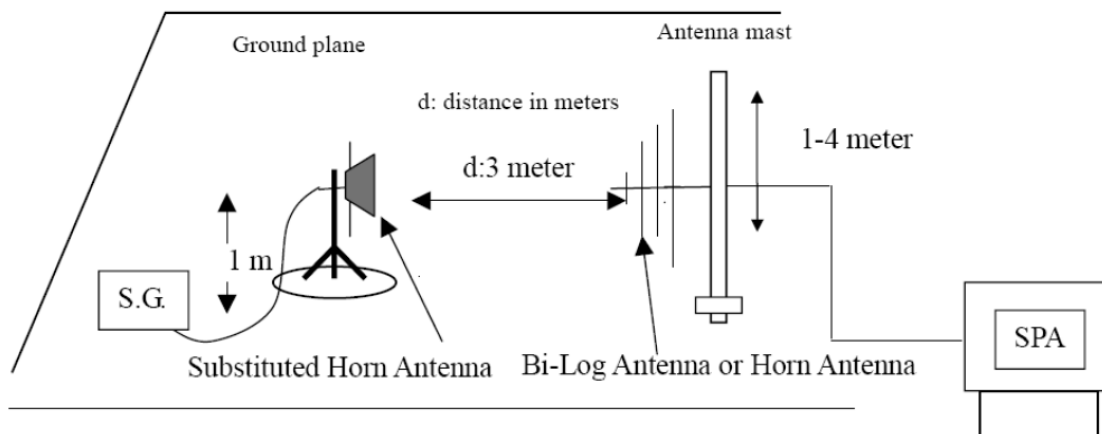 Ground plane
Antenna mast
d: distance in meters
1-4 meter
d:3 meter
1 m
S.G.
SPA
Substituted Horn Antenna
Bi-Log Antenna or Horn Antenna